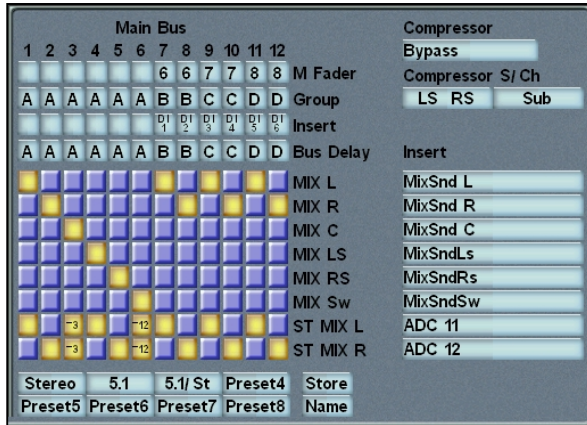 Main Bus
Compressor
1 2 3 4 5 6 7 8 9 10 11 12
Bypass
6 6 7 7 8 8 M Fader
Compressor S/Ch
A A A A A A B B C C D D Group
LS RS Sub
DI 1 DI 2 DI 3 DI 4 DI 5 DI 6 Insert
A A A A A A B B C C D D Bus Delay
Insert
MIX L MixSnd L
MIX R MixSnd R
MIX C MixSnd C
MIX LS MixSndLs
MIX RS MixSndRs
MIX Sw MixSndSw
-3 -12 ST MIX L ADC 11
-3 -12 ST MIX R ADC 12
Stereo 5.1 5.1/St Preset4 Store
Preset5 Preset6 Preset7 Preset8 Name